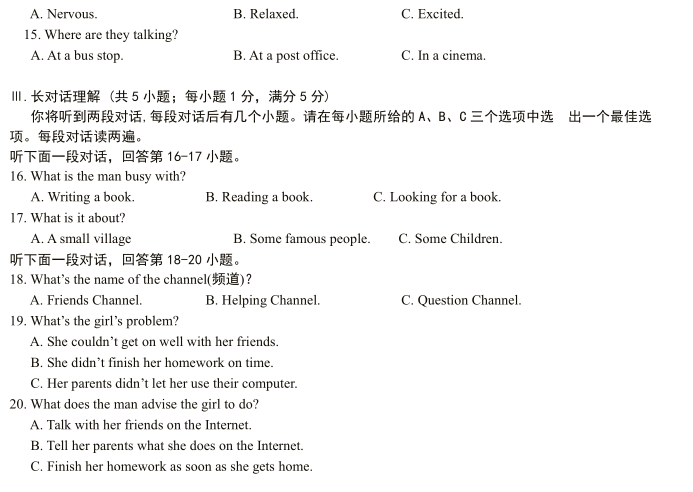 A. Nervous. B. Relaxed. C. Excited.
15. Where are they talking?
A. At a bus stop. B. At a post office. C. In a cinema.
Ⅲ. 长对话理解 (共 5 小题; 每小题 1 分, 满分 5 分)
你将听到两段对话, 每段对话后有几个小题。请在每小题所给的 A、B、C 三个选项中选 出一个最佳选
项。每段对话读两遍。
听下面一段对话, 回答第 16-17 小题。
16. What is the man busy with?
A. Writing a book. B. Reading a book. C. Looking for a book.
17. What is it about?
A. A small village B. Some famous people. C. Some Children.
听下面一段对话, 回答第 18-20 小题。
18. What’s the name of the channel(频道)?
A. Friends Channel. B. Helping Channel. C. Question Channel.
19. What’s the girl’s problem?
A. She couldn’t get on well with her friends.
B. She didn’t finish her homework on time.
C. Her parents didn’t let her use their computer.
20. What does the man advise the girl to do?
A. Talk with her friends on the Internet.
B. Tell her parents what she does on the Internet.
C. Finish her homework as soon as she gets home.